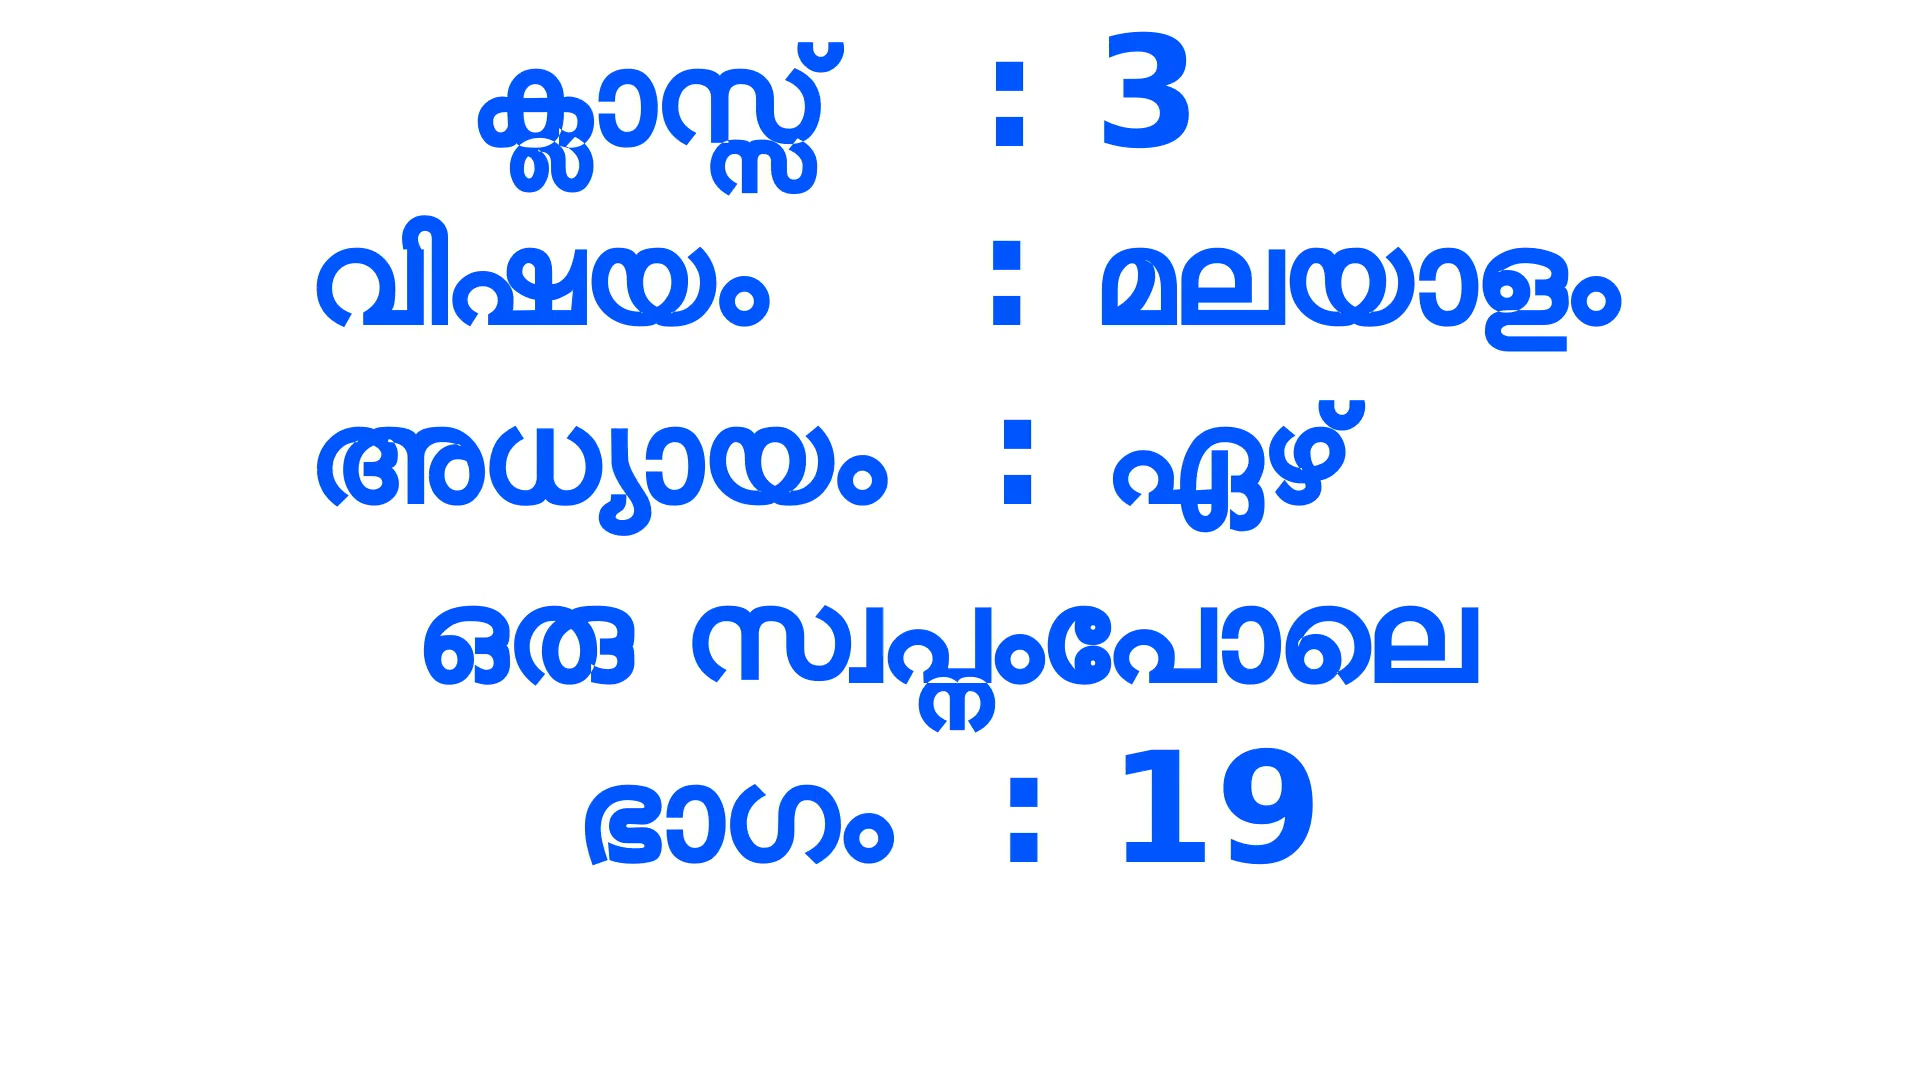 ക്ലാസ്സ് : 3
വിഷയം : മലയാളം
അധ്യായം : ഏഴ്
ഒരു സ്വപ്നംപോലെ
ഭാഗം : 19